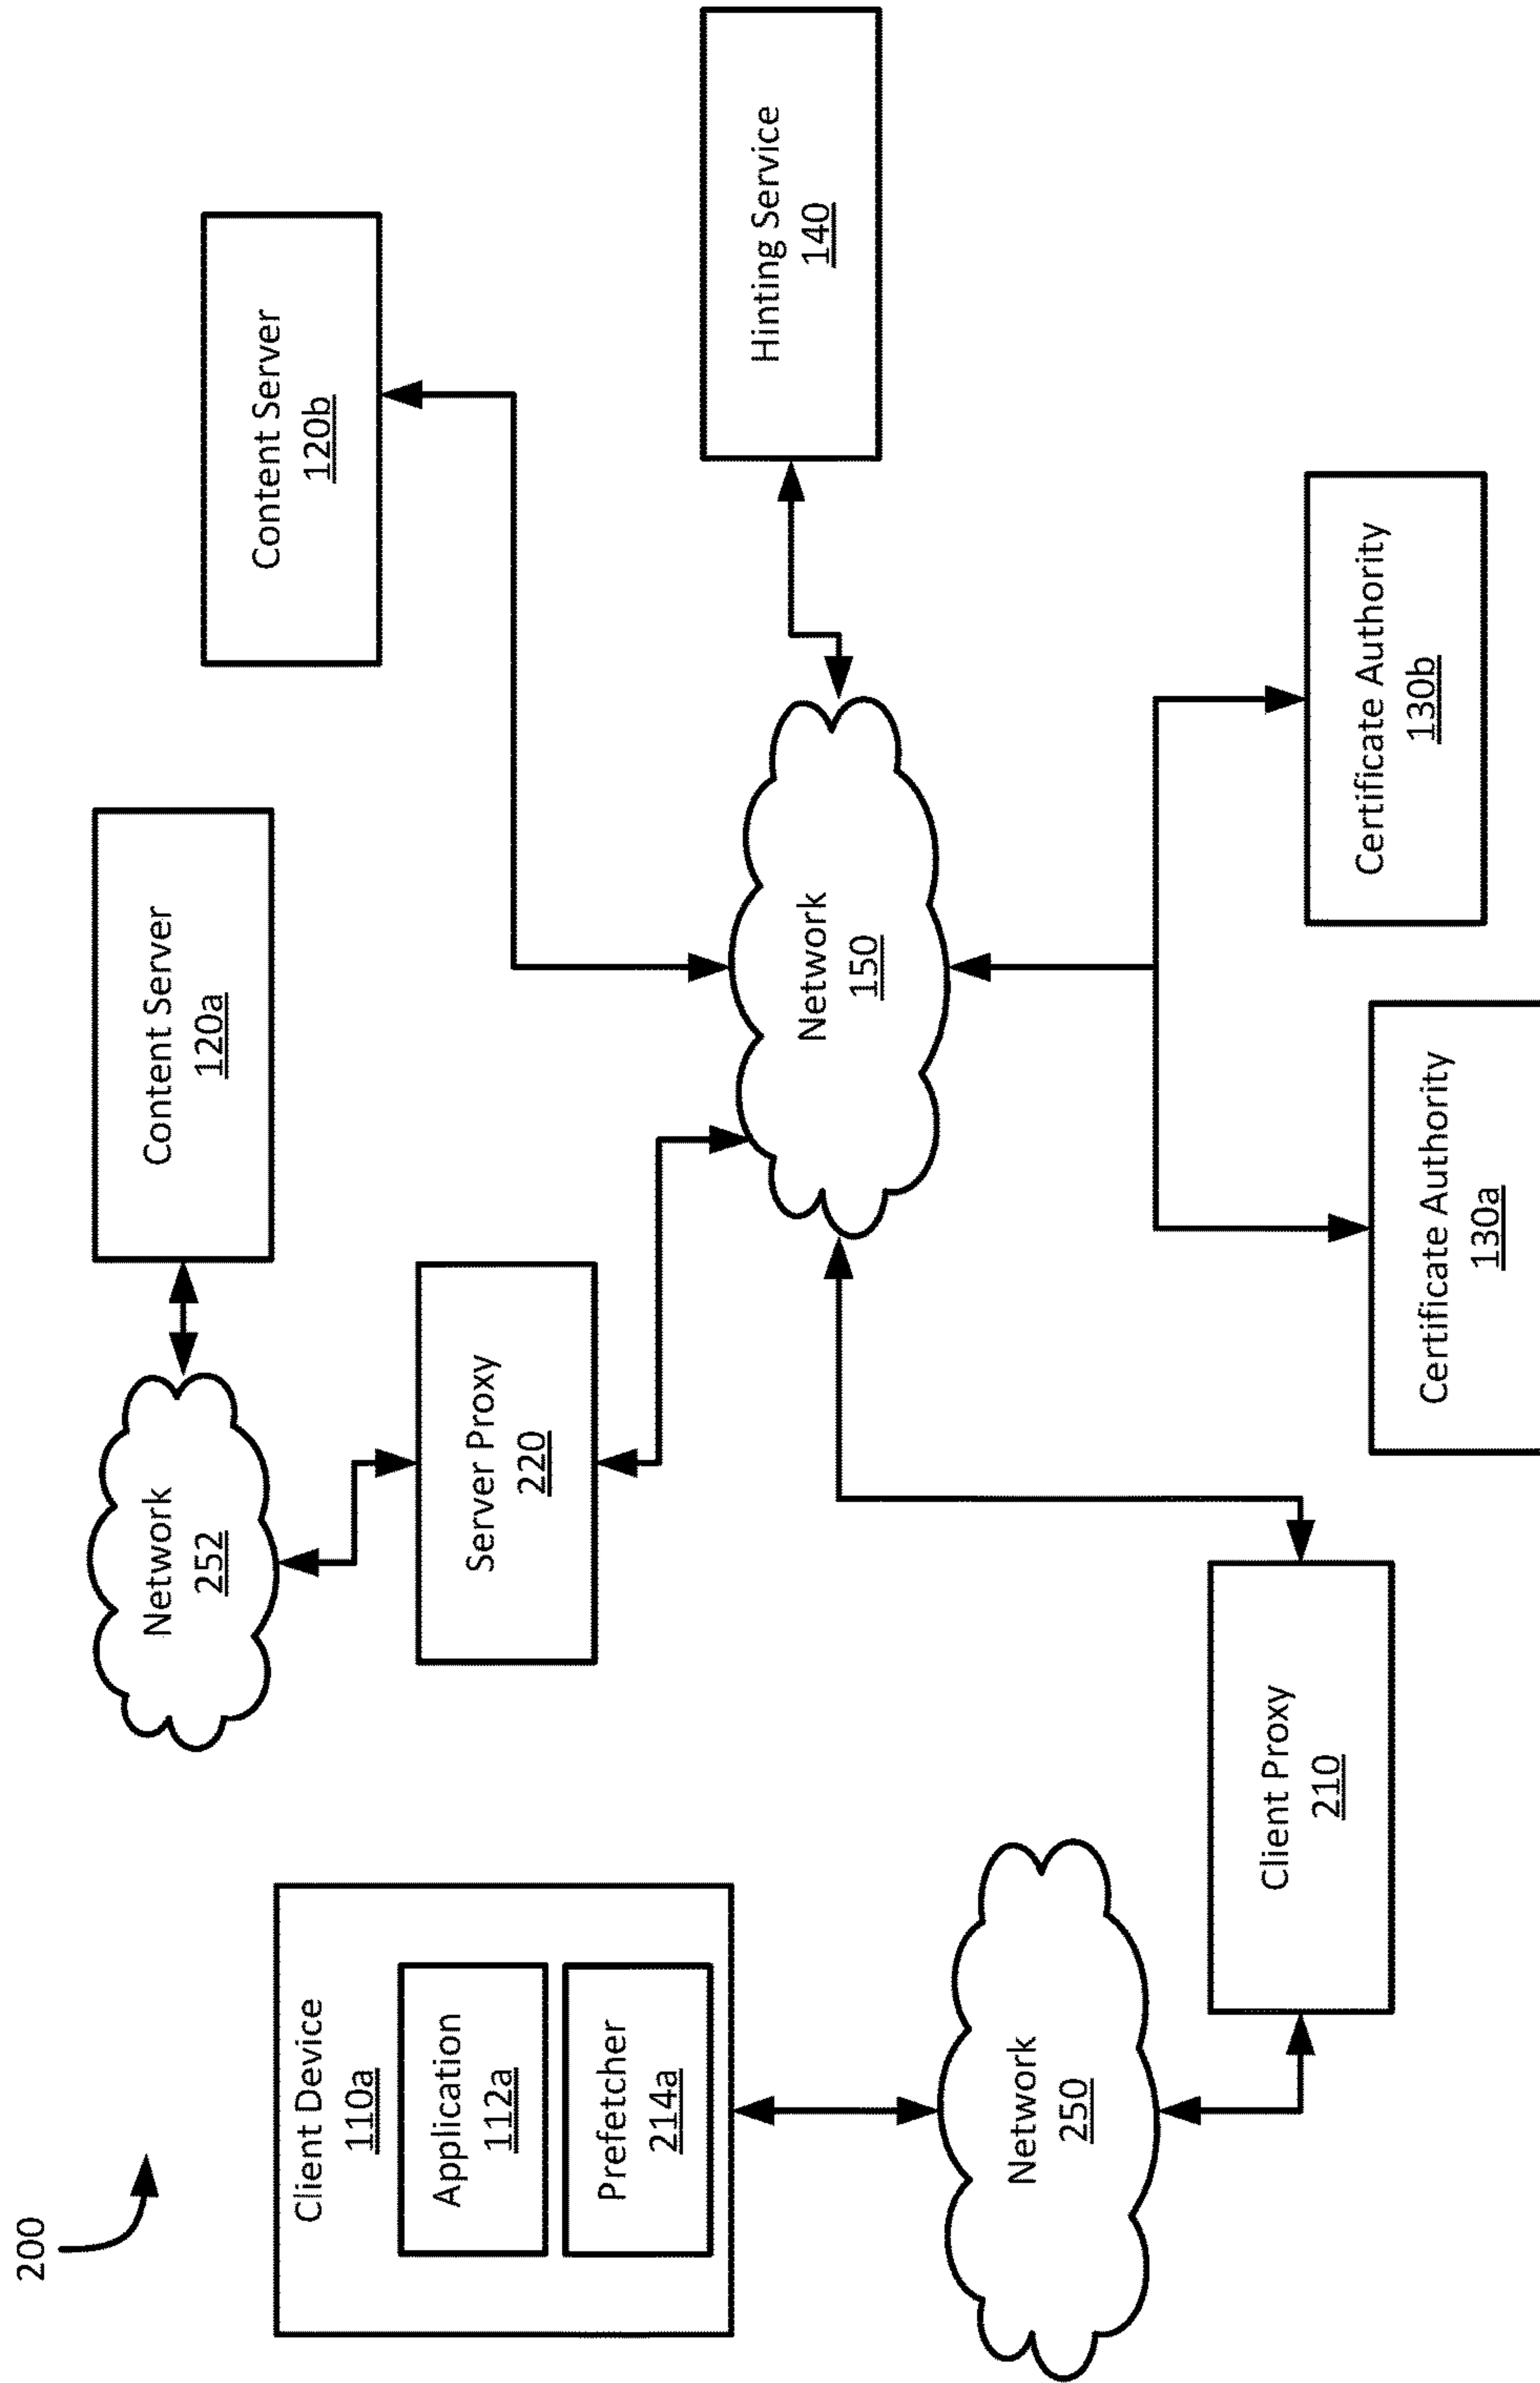 200
Client Device
110a
Application
112a
Prefetcher
214a
Network
250
Client Proxy
210
Network
252
Server Proxy
220
Content Server
120a
Content Server
120b
Network
150
Hinting Service
140
Certificate Authority
130a
Certificate Authority
130b